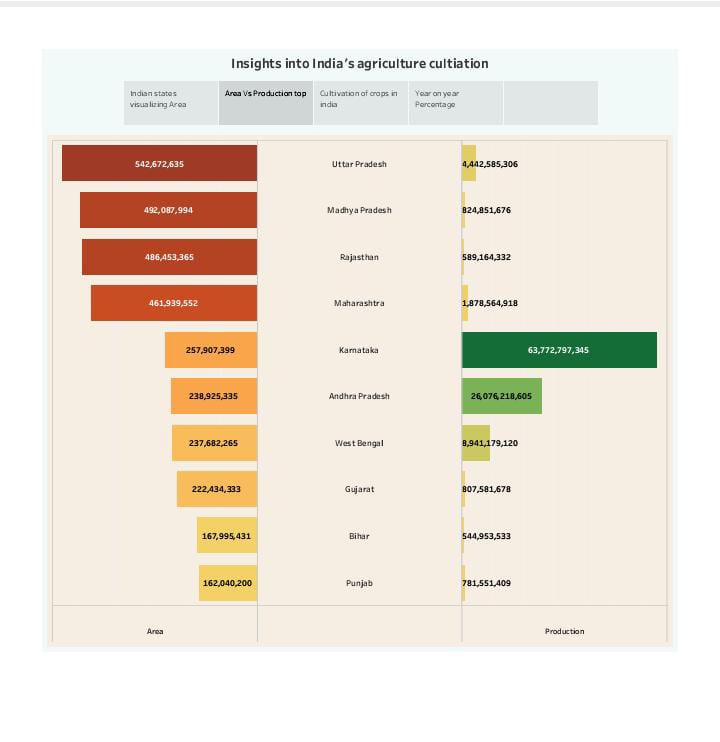 Insights into India's agriculture cultiation
Indian states
visualizing Area
Area Vs Production top
Cultivation of crops in
india
Year on year
Percentage
542,672,635 Uttar Pradesh 4,442,585,306
492,087,994 Madhya Pradesh 824,851,676
486,453,365 Rajasthan 589,164,332
461,939,552 Maharashtra 1,878,564,918
257,907,399 Karnataka 63,772,797,345
238,925,335 Andhra Pradesh 26,076,218,605
237,682,265 West Bengal 8,941,179,120
222,434,333 Gujarat 807,581,678
167,995,431 Bihar 544,953,533
162,040,200 Punjab 781,551,409
Area Production